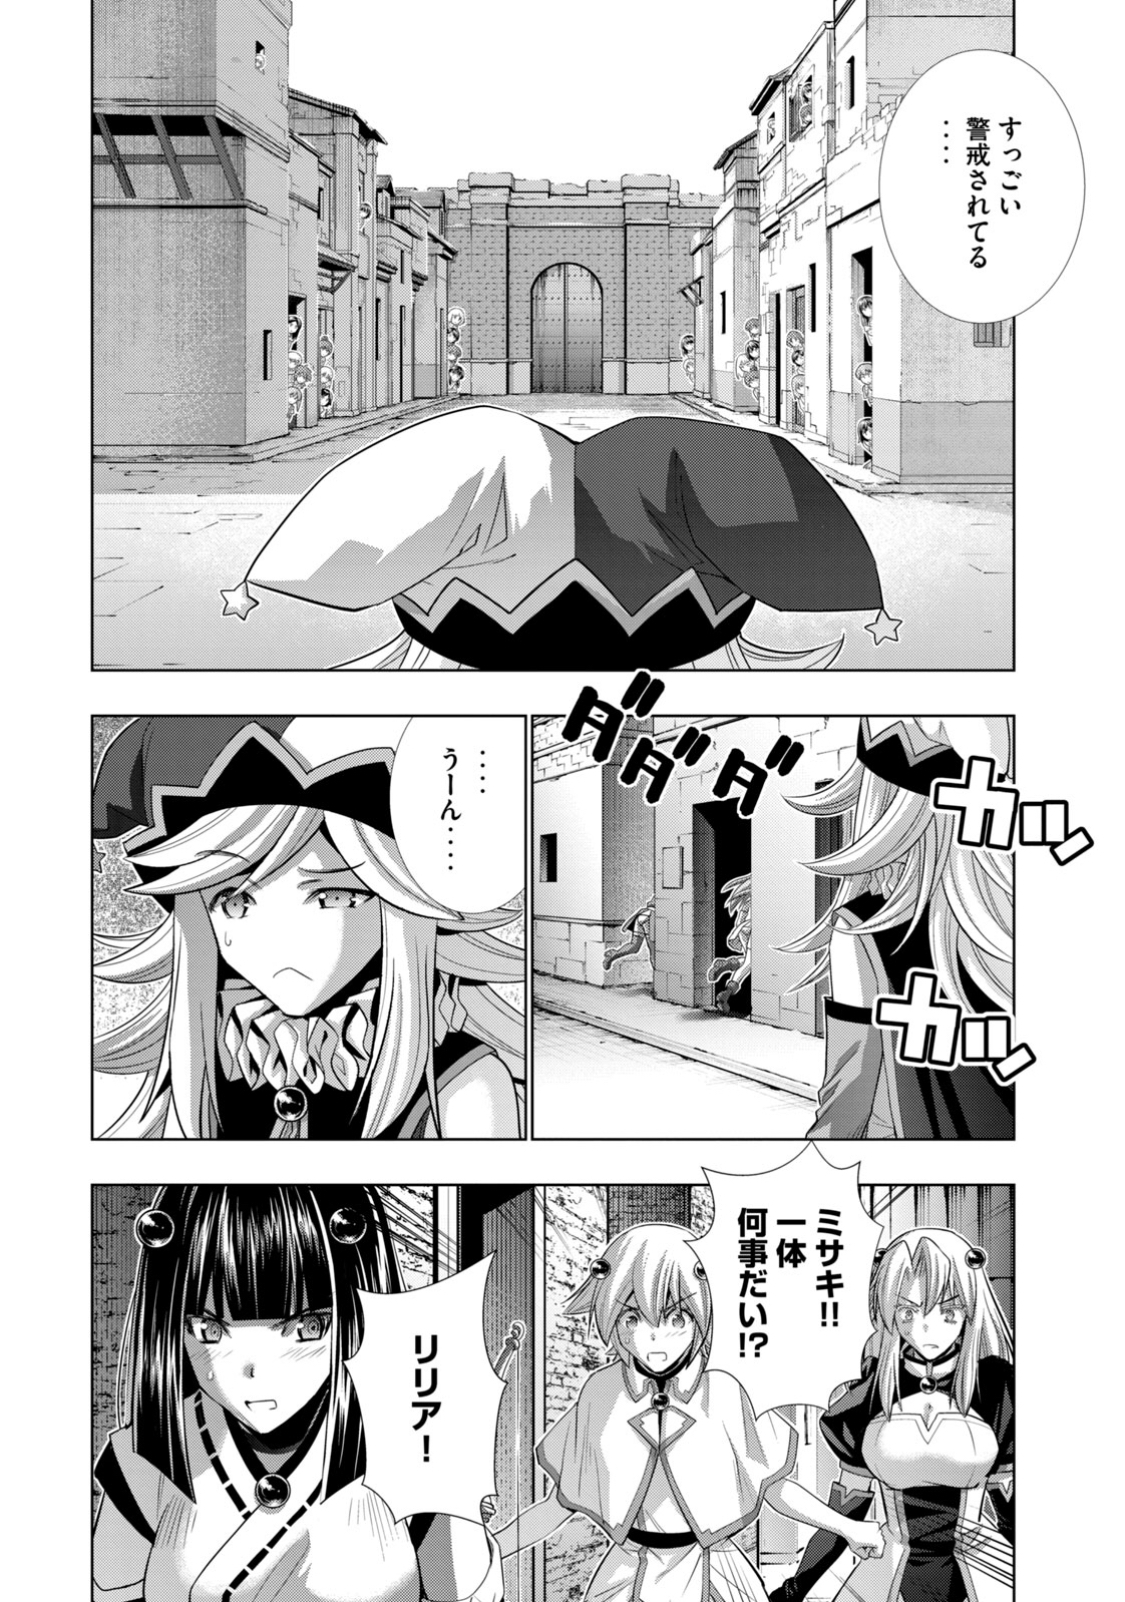 すっごい
警戒されてる
‥‥
ダダダダ
カッ
カッ
‥‥
うーん‥‥
ミサキ!!
一体
何事だい!?
リリア!